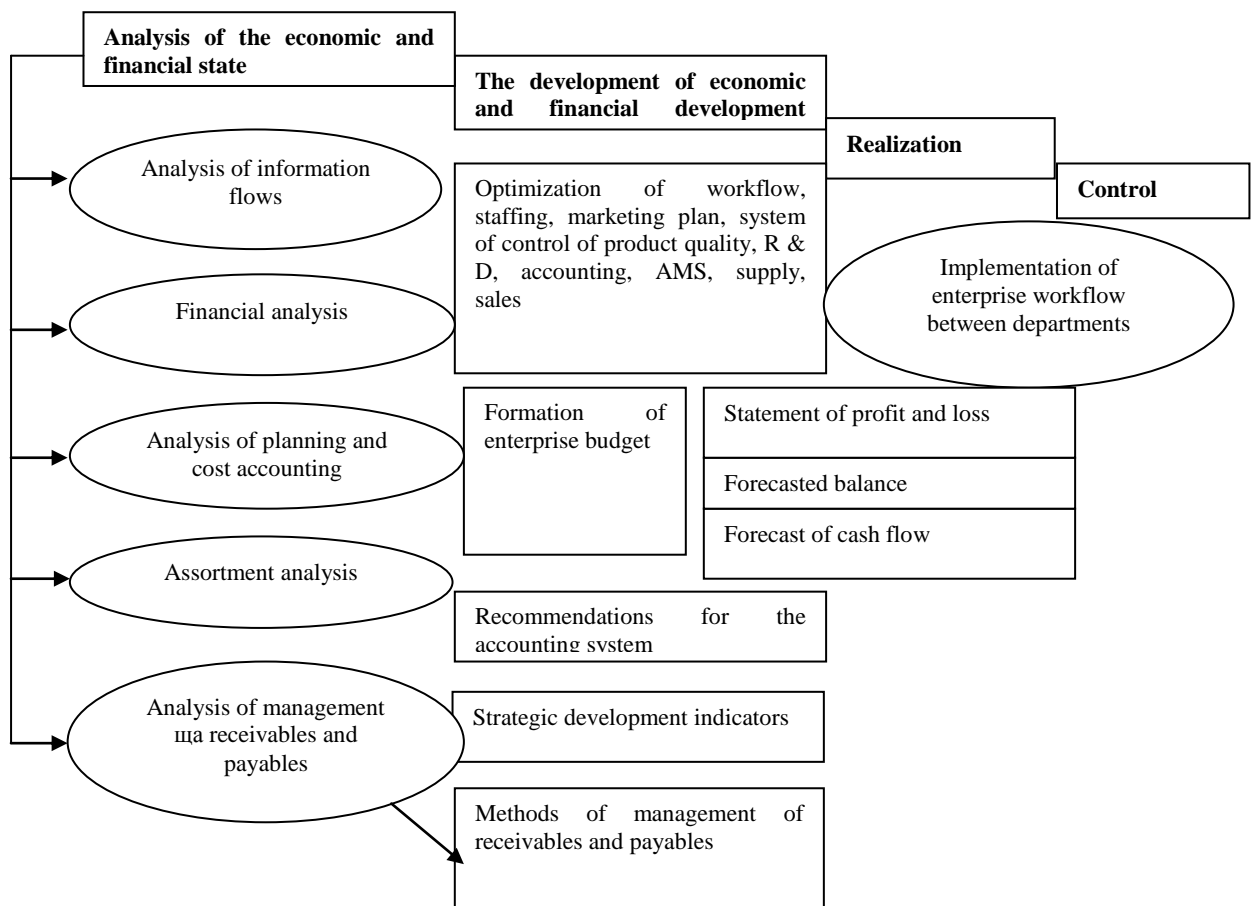 Analysis of the economic and
financial state
The development of economic
and financial development
Realization
Control
Analysis of information
flows
Optimization of workflow,
staffing, marketing plan, system
of control of product quality, R &
D, accounting, AMS, supply,
sales
Implementation of
enterprise workflow
between departments
Financial analysis
Analysis of planning and
cost accounting
Formation of
enterprise budget
Statement of profit and loss
Forecasted balance
Forecast of cash flow
Assortment analysis
Recommendations for the
accounting system
Analysis of management
ща receivables and
payables
Strategic development indicators
Methods of management of
receivables and payables